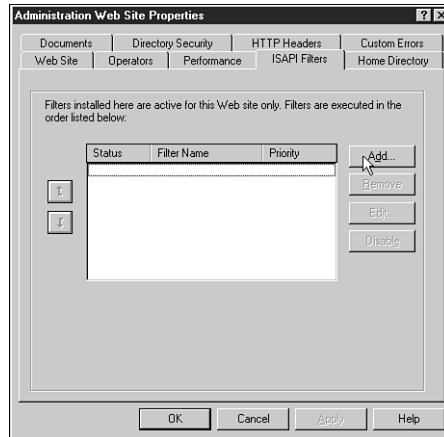 Administration Web Site Properties
Documents Directory Security HTTP Headers Custom Errors
Web Site Operators Performance ISAPI Filters Home Directory
Filters installed here are active for this Web site only. Filters are executed in the
order listed below:
Status Filter Name Priority
Add...
Remove
Edit...
Disable
OK Cancel Apply Help